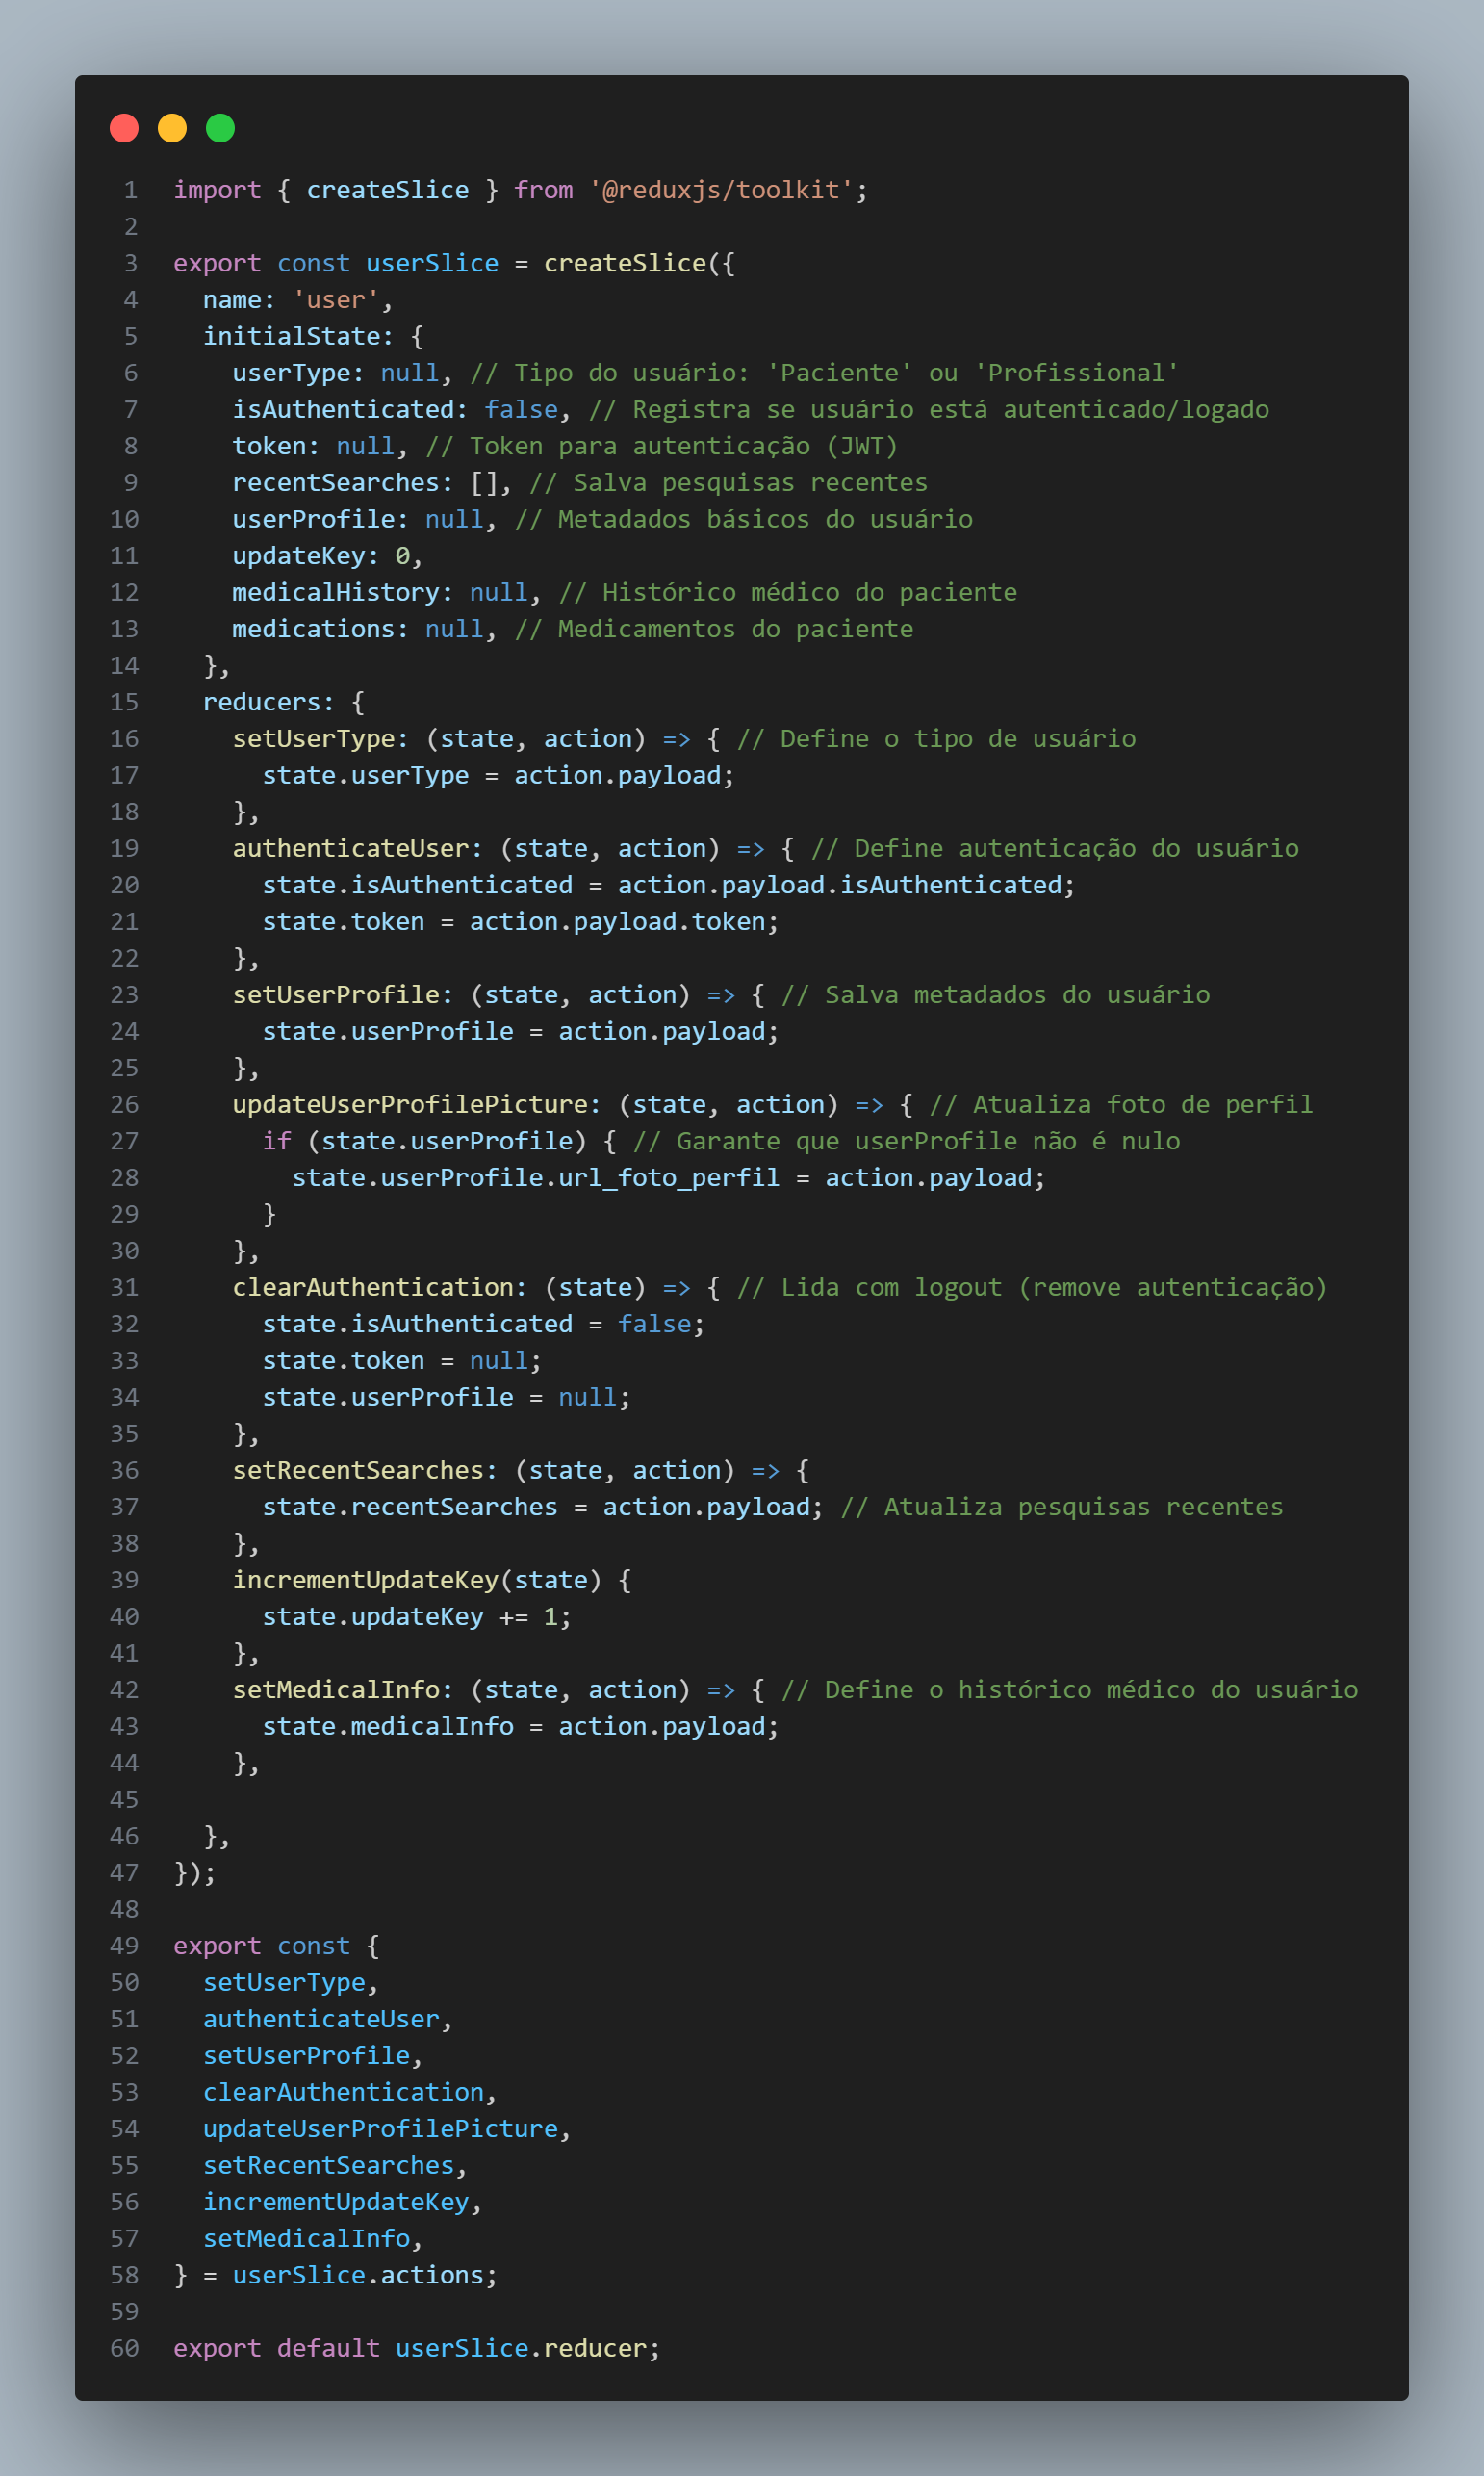 1 import { createSlice } from '@reduxjs/toolkit';
2
3 export const userSlice = createSlice({
4   name: 'user',
5   initialState: {
6     userType: null, // Tipo do usuário: 'Paciente' ou 'Profissional'
7     isAuthenticated: false, // Registra se usuário está autenticado/logado
8     token: null, // Token para autenticação (JWT)
9     recentSearches: [], // Salva pesquisas recentes
10     userProfile: null, // Metadados básicos do usuário
11     updateKey: 0,
12     medicalHistory: null, // Histórico médico do paciente
13     medications: null, // Medicamentos do paciente
14   },
15   reducers: {
16     setUserType: (state, action) => { // Define o tipo de usuário
17       state.userType = action.payload;
18     },
19     authenticateUser: (state, action) => { // Define autenticação do usuário
20       state.isAuthenticated = action.payload.isAuthenticated;
21       state.token = action.payload.token;
22     },
23     setUserProfile: (state, action) => { // Salva metadados do usuário
24       state.userProfile = action.payload;
25     },
26     updateUserProfilePicture: (state, action) => { // Atualiza foto de perfil
27       if (state.userProfile) { // Garante que userProfile não é nulo
28         state.userProfile.url_foto_perfil = action.payload;
29       }
30     },
31     clearAuthentication: (state) => { // Lida com logout (remove autenticação)
32       state.isAuthenticated = false;
33       state.token = null;
34       state.userProfile = null;
35     },
36     setRecentSearches: (state, action) => {
37       state.recentSearches = action.payload; // Atualiza pesquisas recentes
38     },
39     incrementUpdateKey(state) {
40       state.updateKey += 1;
41     },
42     setMedicalInfo: (state, action) => { // Define o histórico médico do usuário
43       state.medicalInfo = action.payload;
44     },
45
46   },
47 });
48
49 export const {
50   setUserType,
51   authenticateUser,
52   setUserProfile,
53   clearAuthentication,
54   updateUserProfilePicture,
55   setRecentSearches,
56   incrementUpdateKey,
57   setMedicalInfo,
58 } = userSlice.actions;
59
60 export default userSlice.reducer;